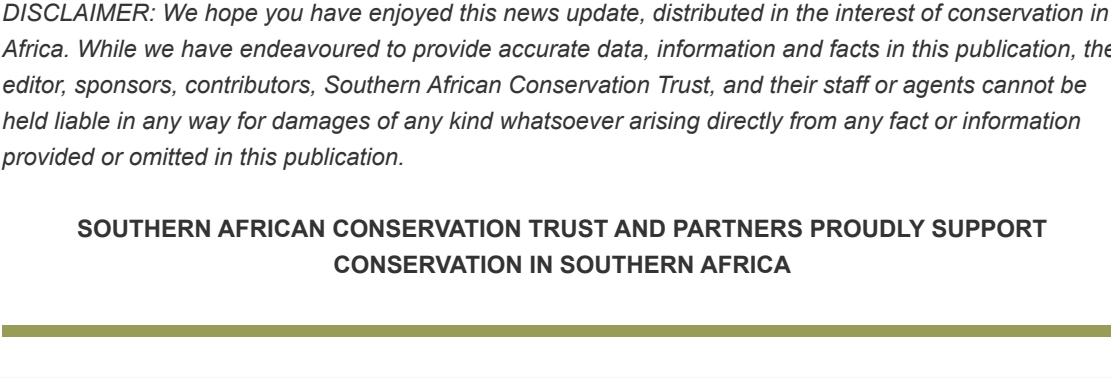 DISCLAIMER: We hope you have enjoyed this news update, distributed in the interest of conservation in
Africa. While we have endeavoured to provide accurate data, information and facts in this publication, the
editor, sponsors, contributors, Southern African Conservation Trust, and their staff or agents cannot be
held liable in any way for damages of any kind whatsoever arising directly from any fact or information
provided or omitted in this publication.
SOUTHERN AFRICAN CONSERVATION TRUST AND PARTNERS PROUDLY SUPPORT
CONSERVATION IN SOUTHERN AFRICA